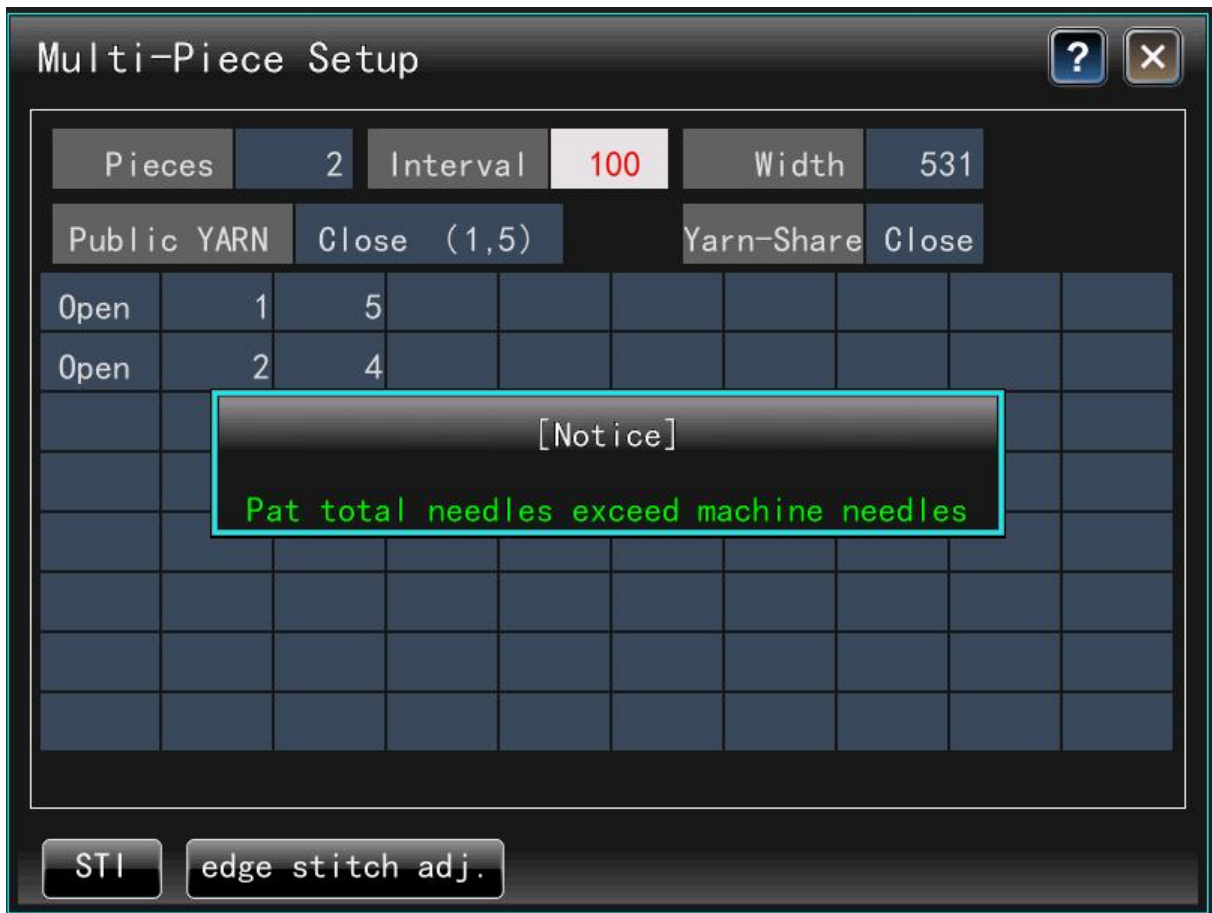 Multi-Piece Setup ? ×
Pieces 2 Interval 100 Width 531
Public YARN Close (1,5) Yarn-Share Close
Open 1 5
Open 2 4
[Notice]
Pat total needles exceed machine needles
STI edge stitch adj.